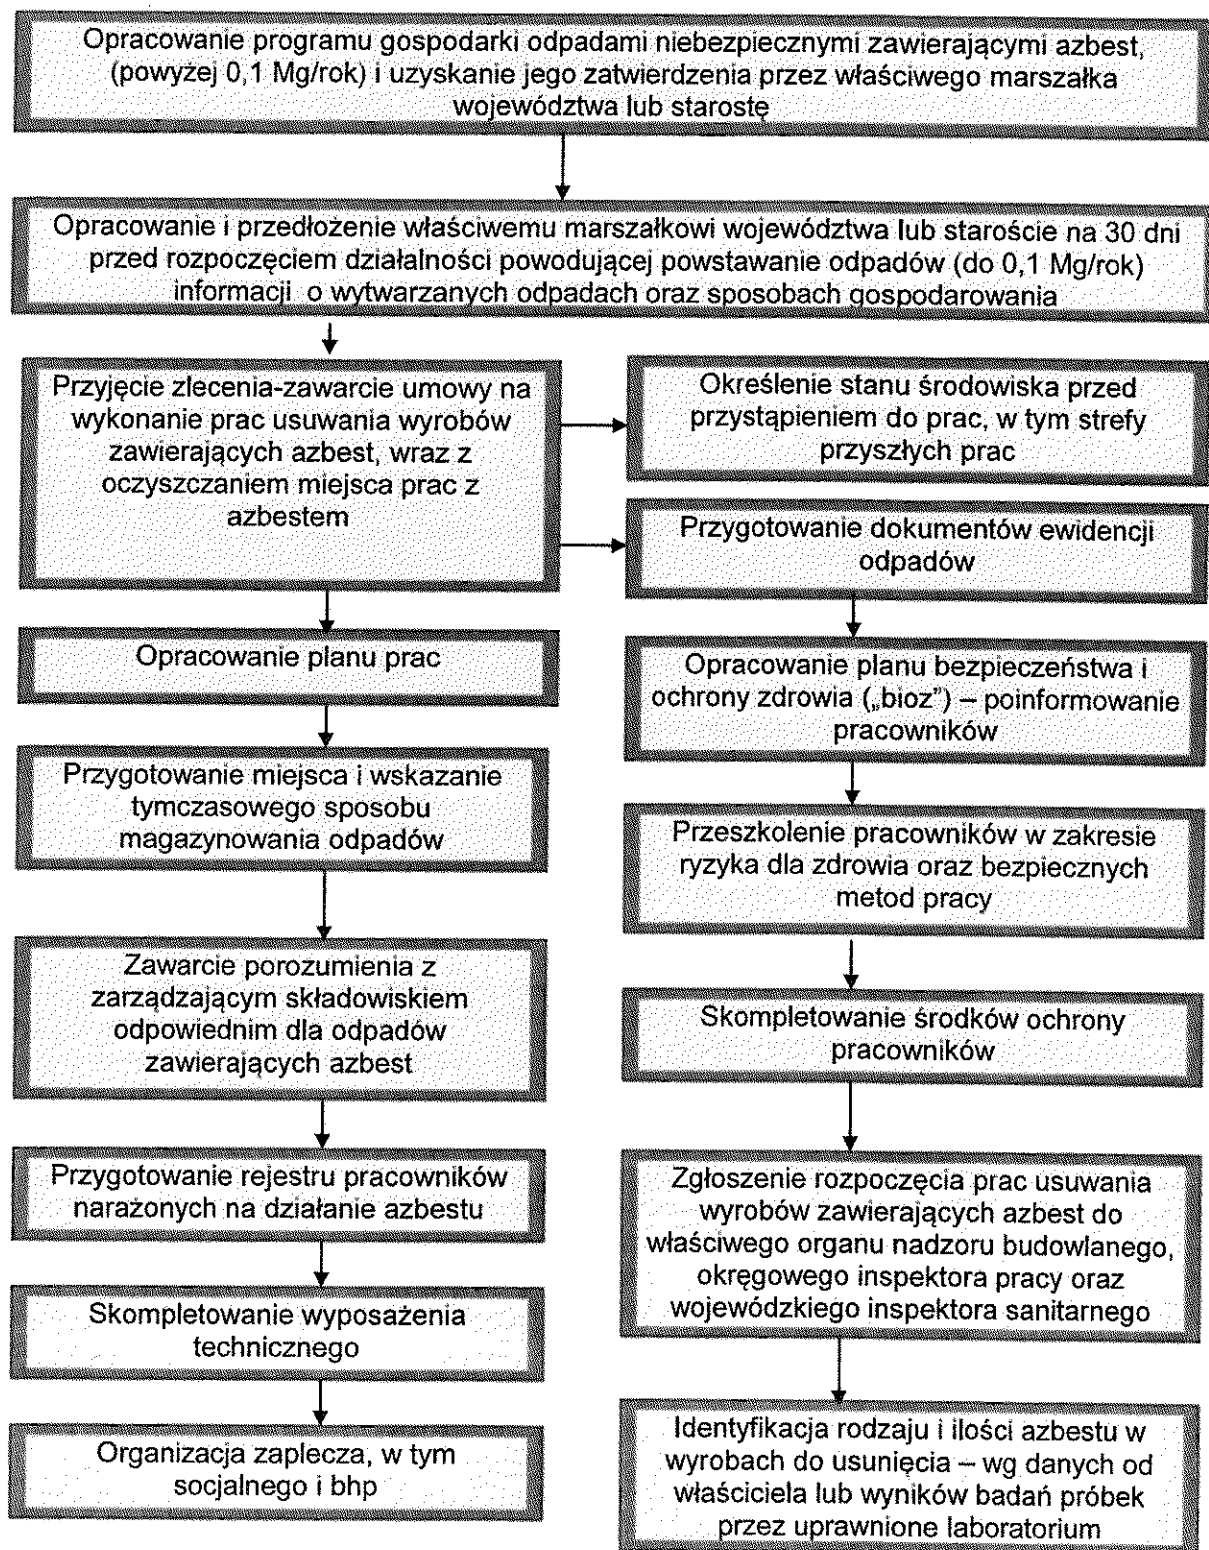 Opracowanie programu gospodarki odpadami niebezpiecznymi zawierającymi azbest,
(powyżej 0,1 Mg/rok) i uzyskanie jego zatwierdzenia przez właściwego marszałka
województwa lub starostę
Opracowanie i przedłożenie właściwemu marszałkowi województwa lub staroście na 30 dni
przed rozpoczęciem działalności powodującej powstawanie odpadów (do 0,1 Mg/rok)
informacji o wytwarzanych odpadach oraz sposobach gospodarowania
Przyjęcie zlecenia-zawarcie umowy na
wykonanie prac usuwania wyrobów
zawierających azbest, wraz z
oczyszczaniem miejsca prac z
azbestem
Określenie stanu środowiska przed
przystąpieniem do prac, w tym strefy
przyszłych prac
Przygotowanie dokumentów ewidencji
odpadów
Opracowanie planu prac
Przygotowanie miejsca i wskazanie
tymczasowego sposobu
magazynowania odpadów
Zawarcie porozumienia z
zarządzającym składowiskiem
odpowiednim dla odpadów
zawierających azbest
Przygotowanie rejestru pracowników
narażonych na działanie azbestu
Skompletowanie wyposażenia
technicznego
Organizacja zaplecza, w tym
socjalnego i bhp
Opracowanie planu bezpieczeństwa i
ochrony zdrowia („bioz”) – poinformowanie
pracowników
Przeszkolenie pracowników w zakresie
ryzyka dla zdrowia oraz bezpiecznych
metod pracy
Skompletowanie środków ochrony
pracowników
Zgłoszenie rozpoczęcia prac usuwania
wyrobów zawierających azbest do
właściwego organu nadzoru budowlanego,
okręgowego inspektora pracy oraz
wojewódzkiego inspektora sanitarnego
Identyfikacja rodzaju i ilości azbestu w
wyrobach do usunięcia – wg danych od
właściciela lub wyników badań próbek
przez uprawnione laboratorium